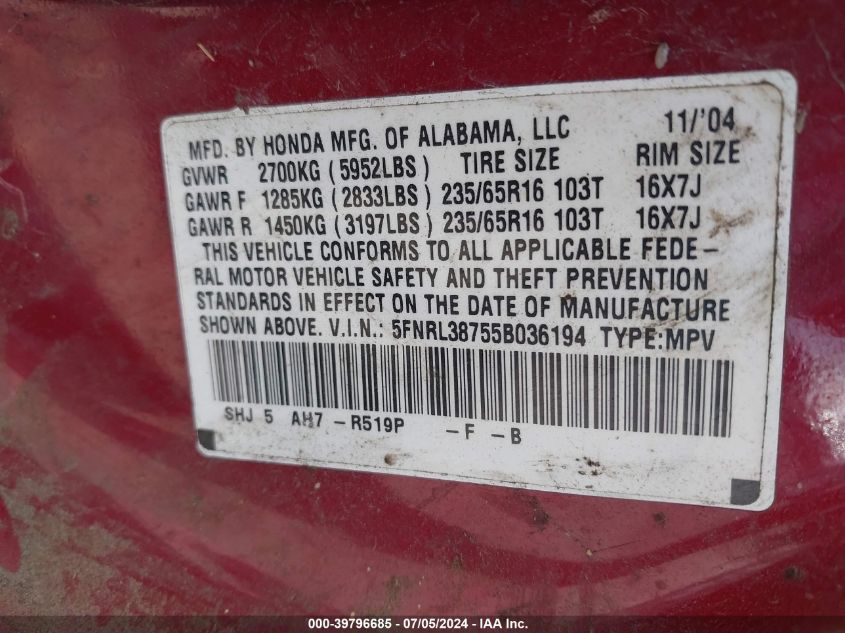 MFD. BY HONDA MFG. OF ALABAMA, LLC 11/'04
GVWR 2700KG (5952LBS) TIRE SIZE RIM SIZE
GAWR F 1285KG (2833LBS) 235/65R16 103T 16X7J
GAWR R 1450KG (3197LBS) 235/65R16 103T 16X7J
THIS VEHICLE CONFORMS TO ALL APPLICABLE FEDE-
RAL MOTOR VEHICLE SAFETY AND THEFT PREVENTION
STANDARDS IN EFFECT ON THE DATE OF MANUFACTURE
SHOWN ABOVE. V.I.N.: 5FNRL38755B036194 TYPE:MPV
SHJ 5 AH7 -R519P -F -B
000-39796685 - 07/05/2024 - IAAI, Inc.